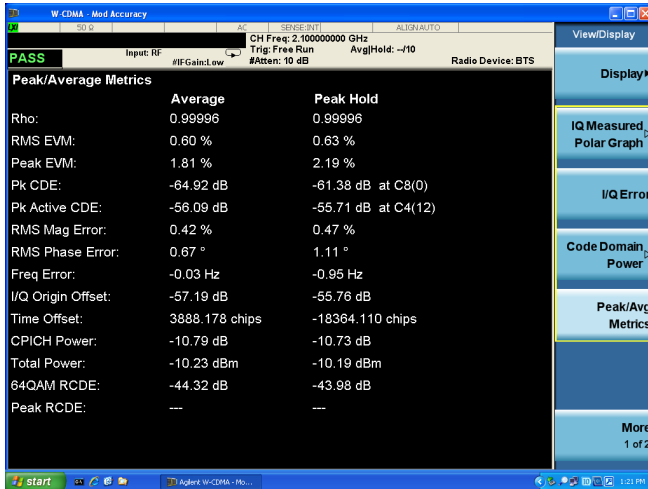 W-CDMA - Mod Accuracy
50 Ω AC SENSE:INT ALIGN AUTO
CH Freq: 2.100000000 GHz
PASS Input: RF Trig: Free Run Avg|Hold: --/10
#IFGain:Low #Atten: 10 dB Radio Device: BTS
Peak/Average Metrics
Average Peak Hold
Rho: 0.99996 0.99996
RMS EVM: 0.60 % 0.63 %
Peak EVM: 1.81 % 2.19 %
Pk CDE: -64.92 dB -61.38 dB at C8(0)
Pk Active CDE: -56.09 dB -55.71 dB at C4(12)
RMS Mag Error: 0.42 % 0.47 %
RMS Phase Error: 0.67 ° 1.11 °
Freq Error: -0.03 Hz -0.95 Hz
I/Q Origin Offset: -57.19 dB -55.76 dB
Time Offset: 3888.178 chips -18364.110 chips
CPICH Power: -10.79 dB -10.73 dB
Total Power: -10.23 dBm -10.19 dBm
64QAM RCDE: -44.32 dB -43.98 dB
Peak RCDE: --- ---
View/Display
Display
IQ Measured
Polar Graph
I/Q Error
Code Domain
Power
Peak/Avg
Metrics
More
1 of 2
start Agilent W-CDMA - Mo... 1:21 PM